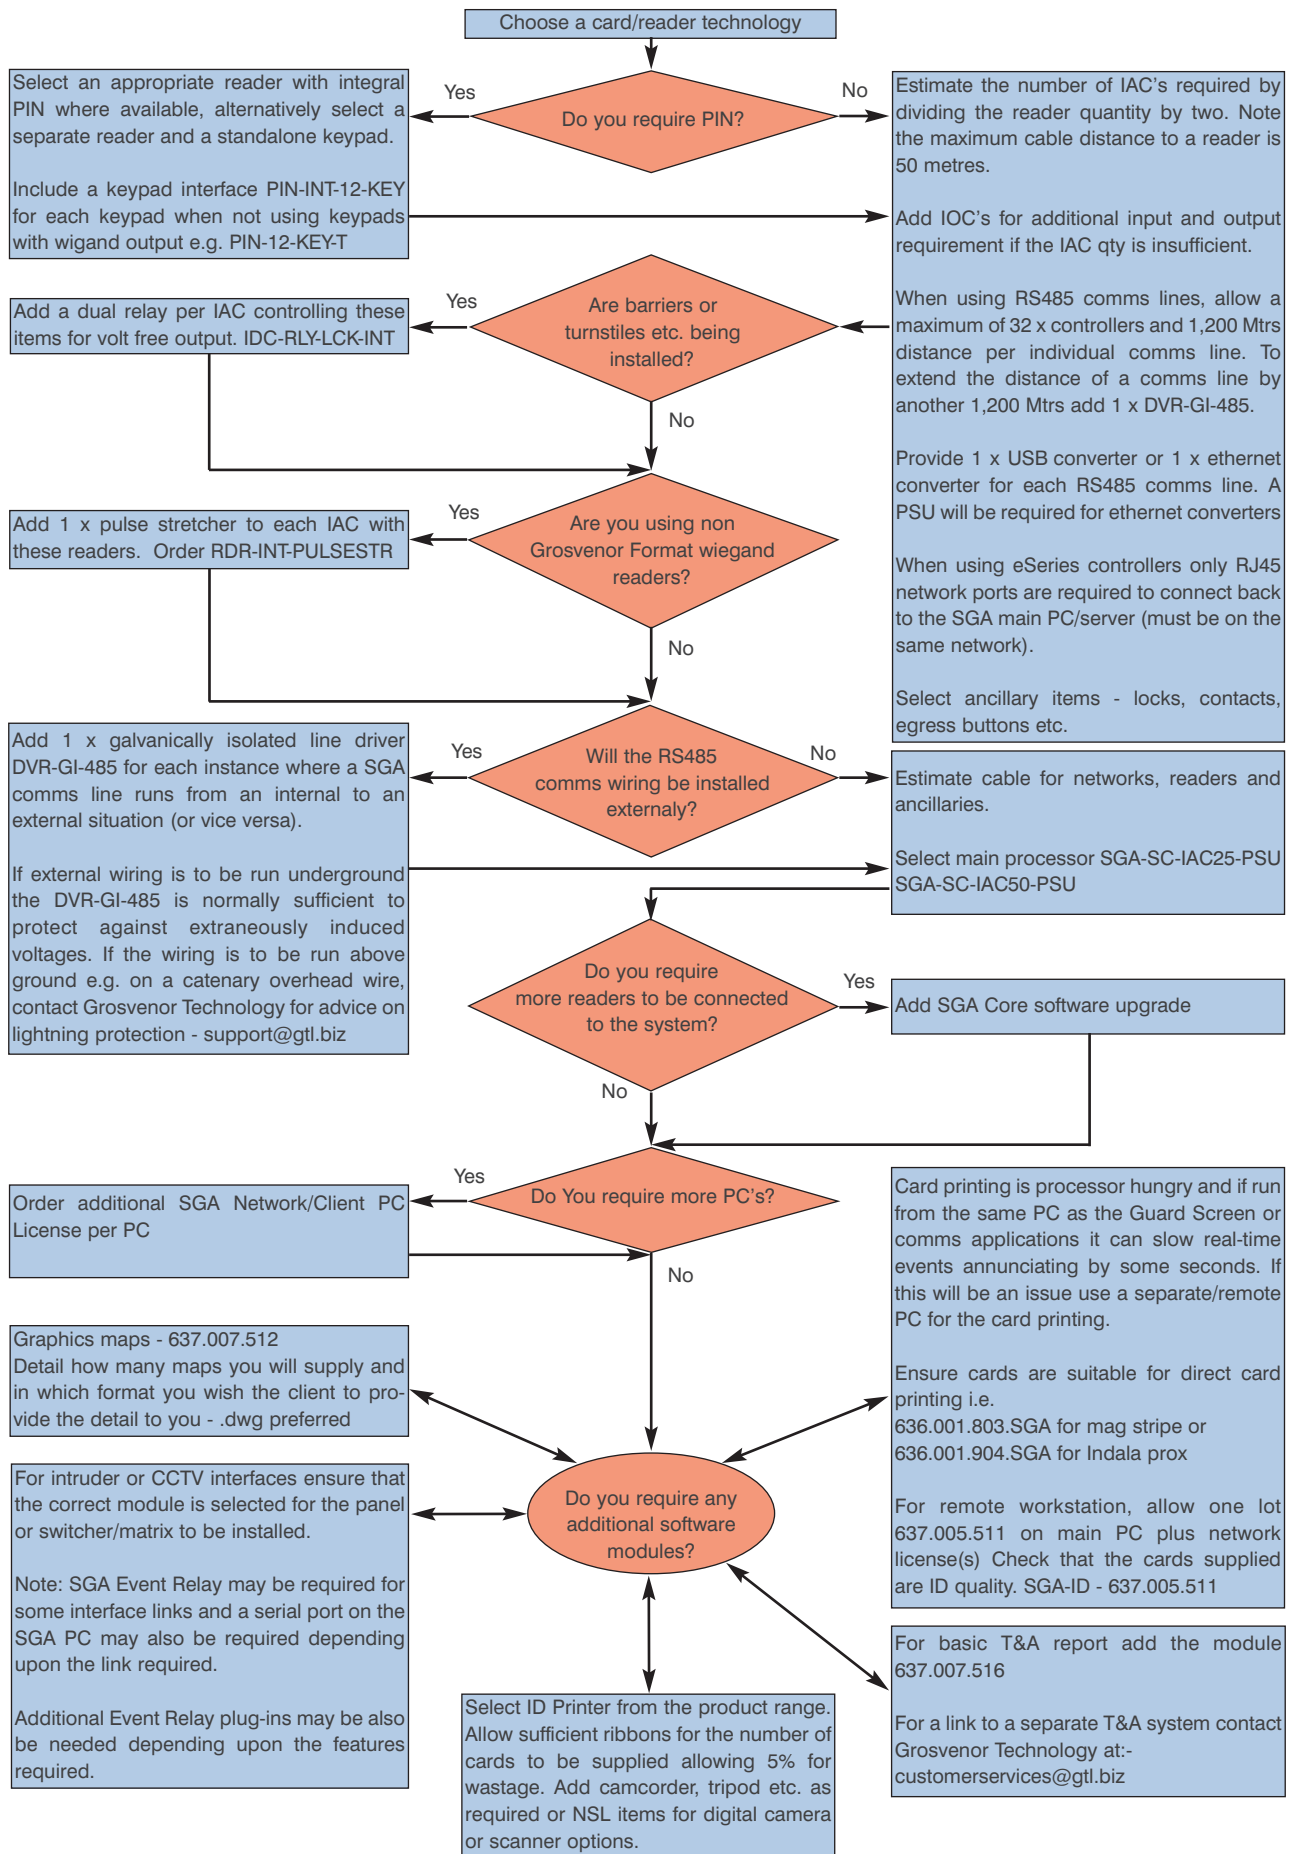 Choose a card/reader technology
Do you require PIN?
Yes
No
Select an appropriate reader with integral
PIN where available, alternatively select a
separate reader and a standalone keypad.
Include a keypad interface PIN-INT-12-KEY
for each keypad when not using keypads
with wigand output e.g. PIN-12-KEY-T
Estimate the number of IAC's required by
dividing the reader quantity by two. Note
the maximum cable distance to a reader is
50 metres.
Add IOC's for additional input and output
requirement if the IAC qty is insufficient.
When using RS485 comms lines, allow a
maximum of 32 x controllers and 1,200 Mtrs
distance per individual comms line. To
extend the distance of a comms line by
another 1,200 Mtrs add 1 x DVR-GI-485.
Provide 1 x USB converter or 1 x ethernet
converter for each RS485 comms line. A
PSU will be required for ethernet converters
When using eSeries controllers only RJ45
network ports are required to connect back
to the SGA main PC/server (must be on the
same network).
Select ancillary items - locks, contacts,
egress buttons etc.
Are barriers or
turnstiles etc. being
installed?
Yes
No
Add a dual relay per IAC controlling these
items for volt free output. IDC-RLY-LCK-INT
Are you using non
Grosvenor Format wiegand
readers?
Yes
No
Add 1 x pulse stretcher to each IAC with
these readers. Order RDR-INT-PULSESTR
Will the RS485
comms wiring be installed
externaly?
Yes
No
Add 1 x galvanically isolated line driver
DVR-GI-485 for each instance where a SGA
comms line runs from an internal to an
external situation (or vice versa).
If external wiring is to be run underground
the DVR-GI-485 is normally sufficient to
protect against extraneously induced
voltages. If the wiring is to be run above
ground e.g. on a catenary overhead wire,
contact Grosvenor Technology for advice on
lightning protection - support@gtl.biz
Estimate cable for networks, readers and
ancillaries.
Select main processor SGA-SC-IAC25-PSU
SGA-SC-IAC50-PSU
Do you require
more readers to be connected
to the system?
Yes
No
Add SGA Core software upgrade
Do You require more PC's?
Yes
No
Order additional SGA Network/Client PC
License per PC
Graphics maps - 637.007.512
Detail how many maps you will supply and
in which format you wish the client to pro-
vide the detail to you - .dwg preferred
Card printing is processor hungry and if run
from the same PC as the Guard Screen or
comms applications it can slow real-time
events annunciating by some seconds. If
this will be an issue use a separate/remote
PC for the card printing.
Ensure cards are suitable for direct card
printing i.e.
636.001.803.SGA for mag stripe or
636.001.904.SGA for Indala prox
For remote workstation, allow one lot
637.005.511 on main PC plus network
license(s) Check that the cards supplied
are ID quality. SGA-ID - 637.005.511
Do you require any
additional software
modules?
For intruder or CCTV interfaces ensure that
the correct module is selected for the panel
or switcher/matrix to be installed.
Note: SGA Event Relay may be required for
some interface links and a serial port on the
SGA PC may also be required depending
upon the link required.
Additional Event Relay plug-ins may be also
be needed depending upon the features
required.
Select ID Printer from the product range.
Allow sufficient ribbons for the number of
cards to be supplied allowing 5% for
wastage. Add camcorder, tripod etc. as
required or NSL items for digital camera
or scanner options.
For basic T&A report add the module
637.007.516
For a link to a separate T&A system contact
Grosvenor Technology at:-
customerservices@gtl.biz